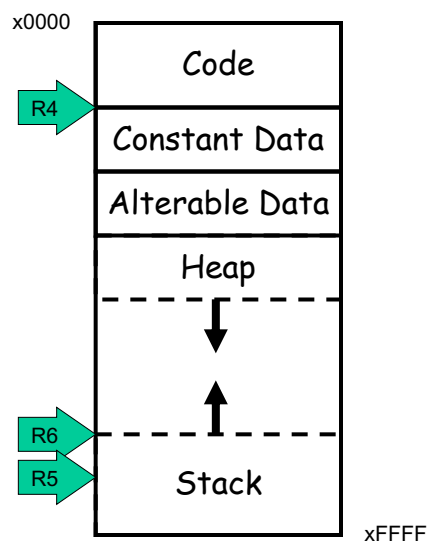 x0000
Code
R4
Constant Data
Alterable Data
Heap
R6
R5
Stack
xFFFF